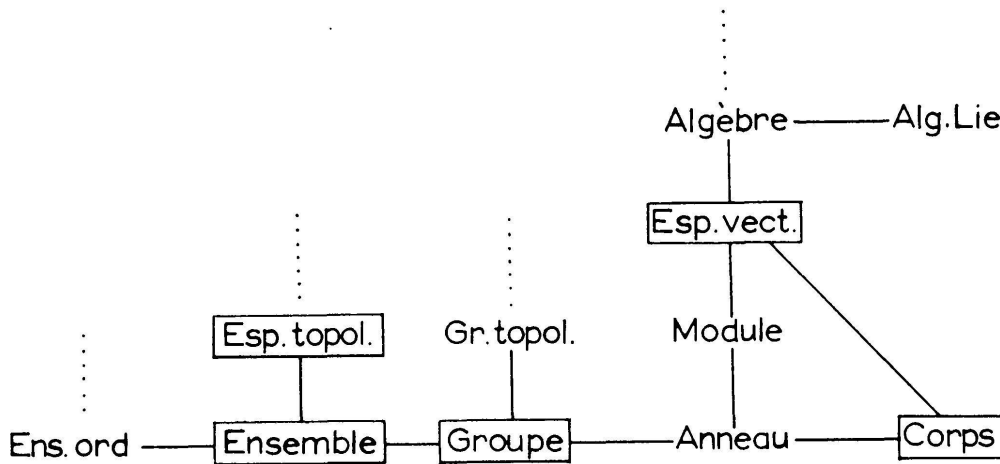 Algèbre Alg.Lie
Esp.vect.
Esp.topol. Gr.topol. Module
Ens.ord Ensemble Groupe Anneau Corps